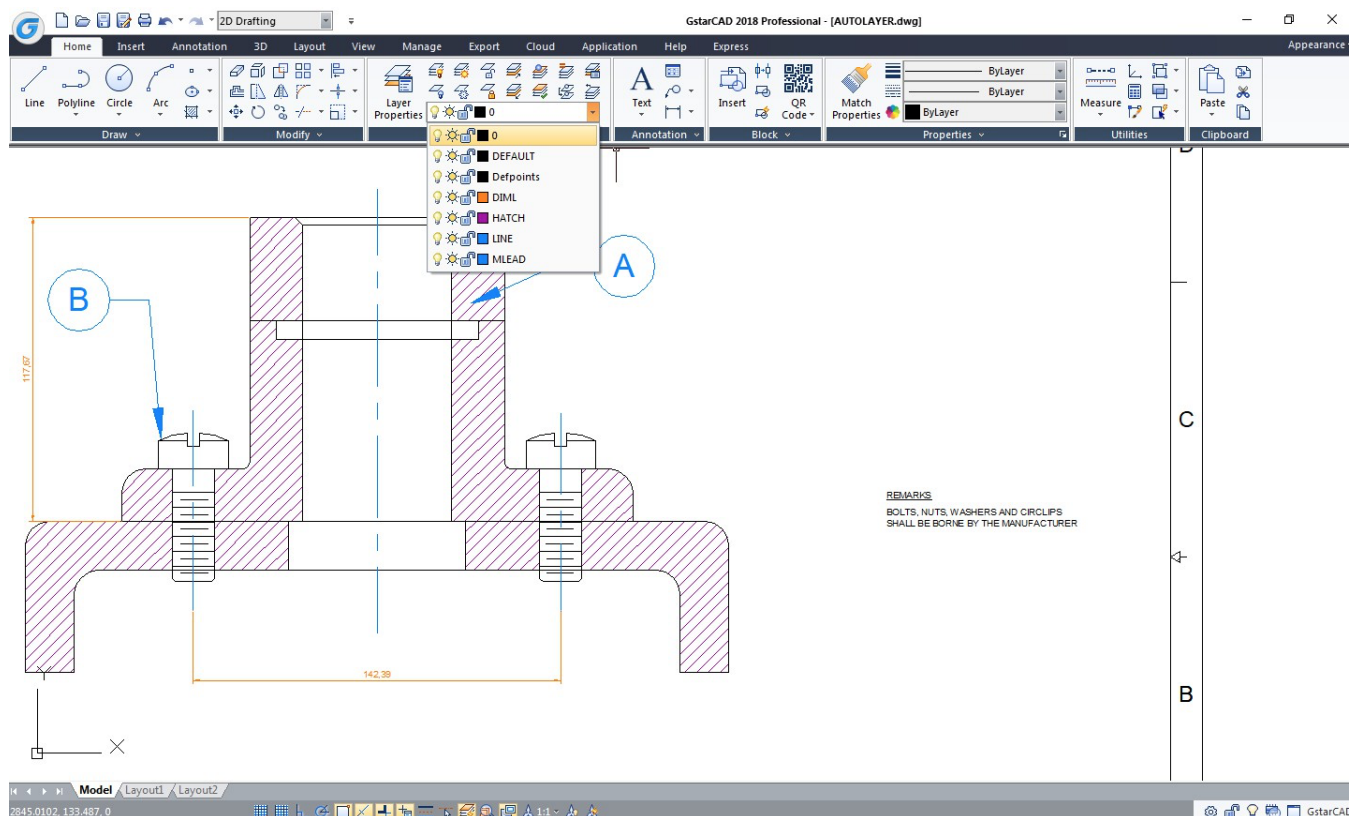 2D Drafting
GstarCAD 2018 Professional - [AUTOLAYER.dwg]
Home Insert Annotation 3D Layout View Manage Export Cloud Application Help Express Appearance
Line Polyline Circle Arc
Layer Properties
0
Text
Insert
QR Code
Match Properties
ByLayer
ByLayer
ByLayer
Measure
Paste
Draw Modify Annotation Block Properties Utilities Clipboard
0
DEFAULT
Defpoints
DIML
HATCH
LINE
MLEAD
A
B
117,67
C
REMARKS
BOLTS, NUTS, WASHERS AND CIRCLIPS
SHALL BE BORNE BY THE MANUFACTURER
142,39
Y
B
X
Model Layout1 Layout2
2845.0102, 133.487, 0
1:1
GstarCAD